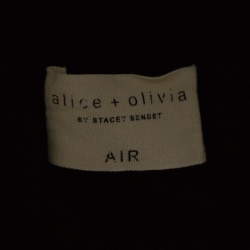 alice + olivia
BY STACEY BENDET
AIR